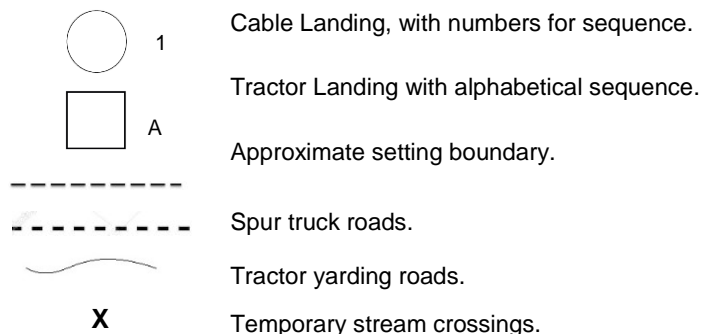 1 Cable Landing, with numbers for sequence.
A Tractor Landing with alphabetical sequence.
Approximate setting boundary.
Spur truck roads.
Tractor yarding roads.
X Temporary stream crossings.